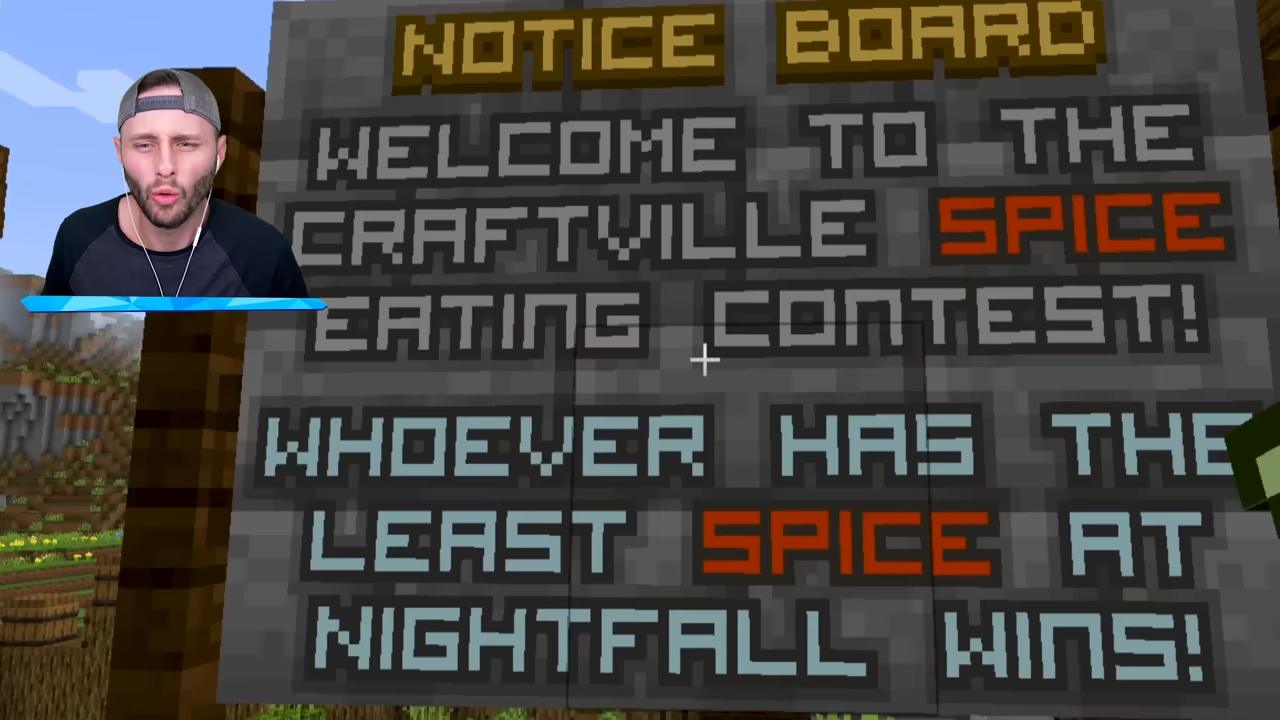 NOTICE BOARD
WELCOME TO THE
CRAFTVILLE SPICE
EATING CONTEST!
WHOEVER HAS THE
LEAST SPICE AT
NIGHTFALL WINS!